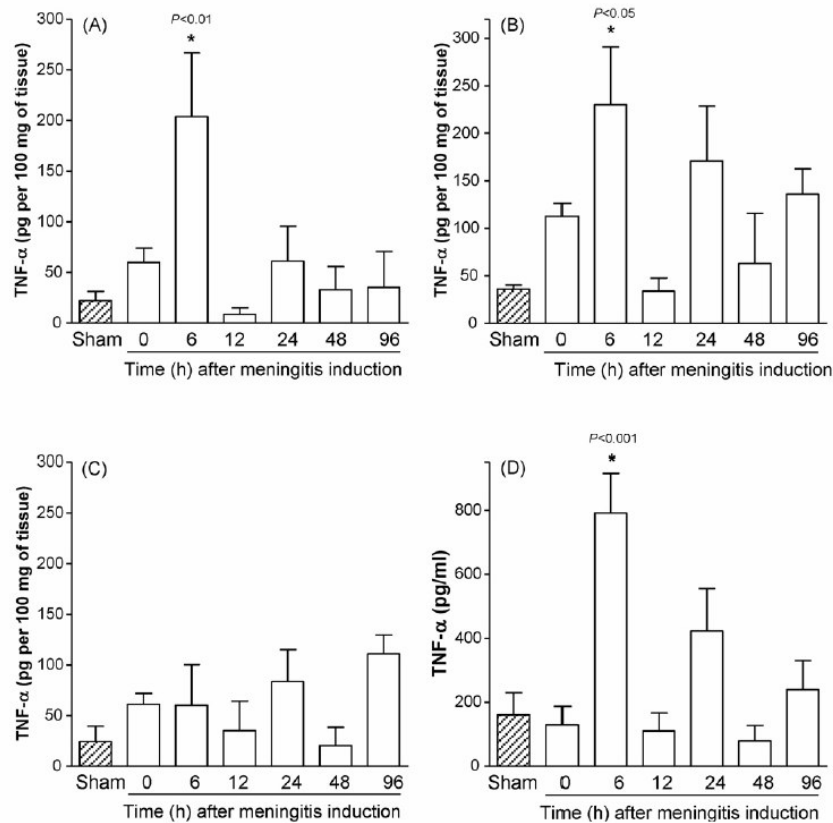 (A)
P<0.01
*
300
250
200
150
100
50
0
TNF-α (pg per 100 mg of tissue)
Sham 0 6 12 24 48 96
Time (h) after meningitis induction
(B)
P<0.05
*
300
250
200
150
100
50
0
TNF-α (pg per 100 mg of tissue)
Sham 0 6 12 24 48 96
Time (h) after meningitis induction
(C)
300
250
200
150
100
50
0
TNF-α (pg per 100 mg of tissue)
Sham 0 6 12 24 48 96
Time (h) after meningitis induction
(D)
P<0.001
*
800
600
400
200
0
TNF-α (pg/ml)
Sham 0 6 12 24 48 96
Time (h) after meningitis induction